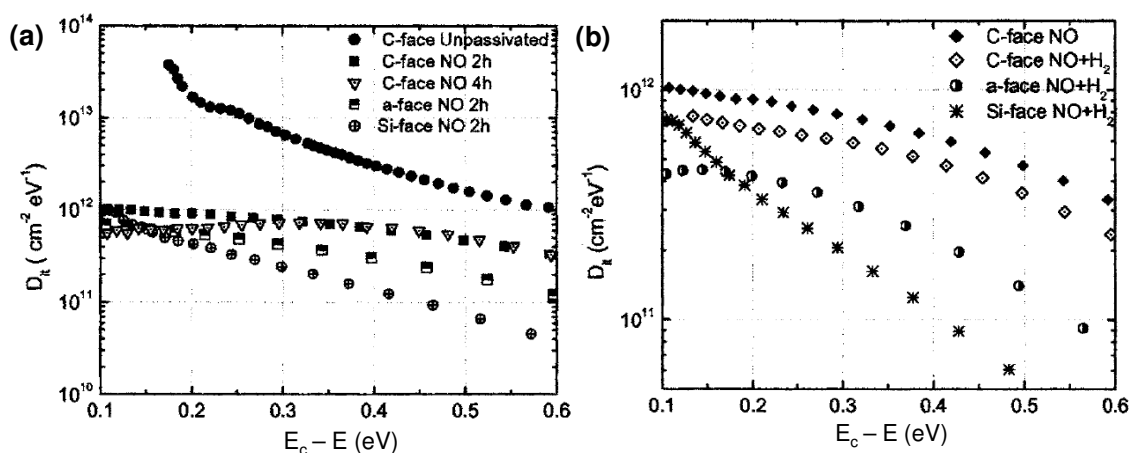 (a)
10^14
10^13
10^12
10^11
10^10
D_it (cm^-2 eV^-1)
C-face Unpassivated
C-face NO 2h
C-face NO 4h
a-face NO 2h
Si-face NO 2h
0.1 0.2 0.3 0.4 0.5 0.6
E_c – E (eV)
(b)
10^12
10^11
D_it (cm^-2 eV^-1)
C-face NO
C-face NO+H_2
a-face NO+H_2
Si-face NO+H_2
0.1 0.2 0.3 0.4 0.5 0.6
E_c – E (eV)